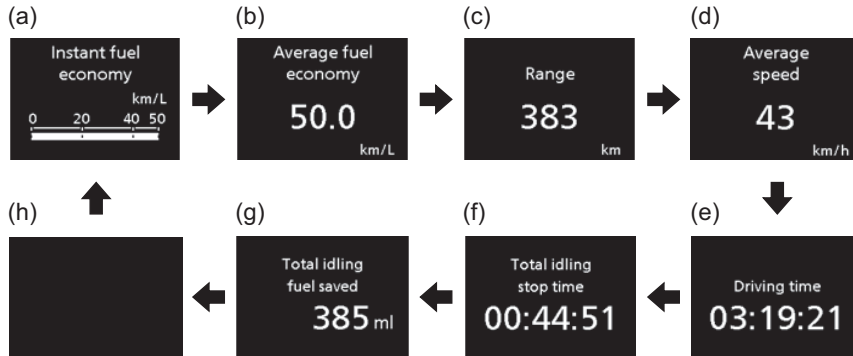 (a)
Instant fuel
economy
km/L
0 20 40 50
(b)
Average fuel
economy
50.0
km/L
(c)
Range
383
km
(d)
Average
speed
43
km/h
(e)
Driving time
03:19:21
(f)
Total idling
stop time
00:44:51
(g)
Total idling
fuel saved
385 ml
(h)